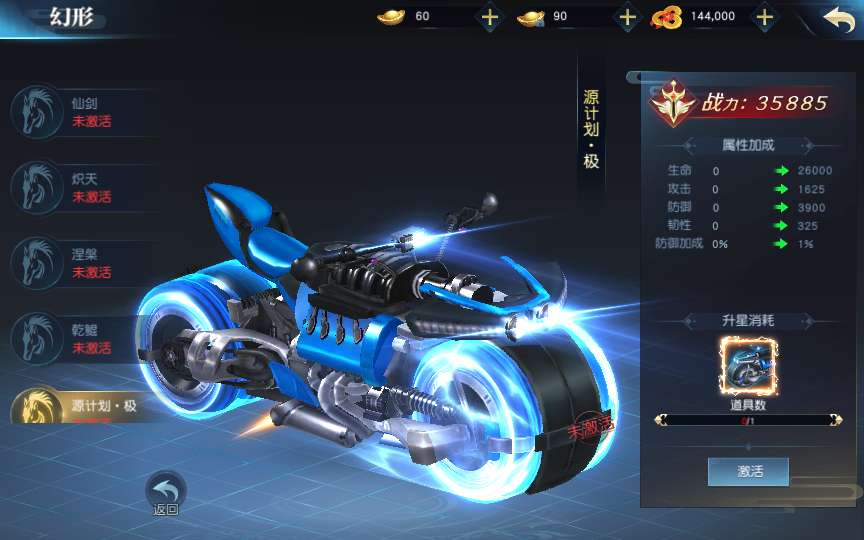 幻形
60
90
144,000
仙剑
未激活
炽天
未激活
涅槃
未激活
乾鲲
未激活
源计划·极
返回
源计划·极
未激活
战力：35885
属性加成
生命 0 26000
攻击 0 1625
防御 0 3900
韧性 0 325
防御加成 0% 1%
升星消耗
道具数
0/1
激活